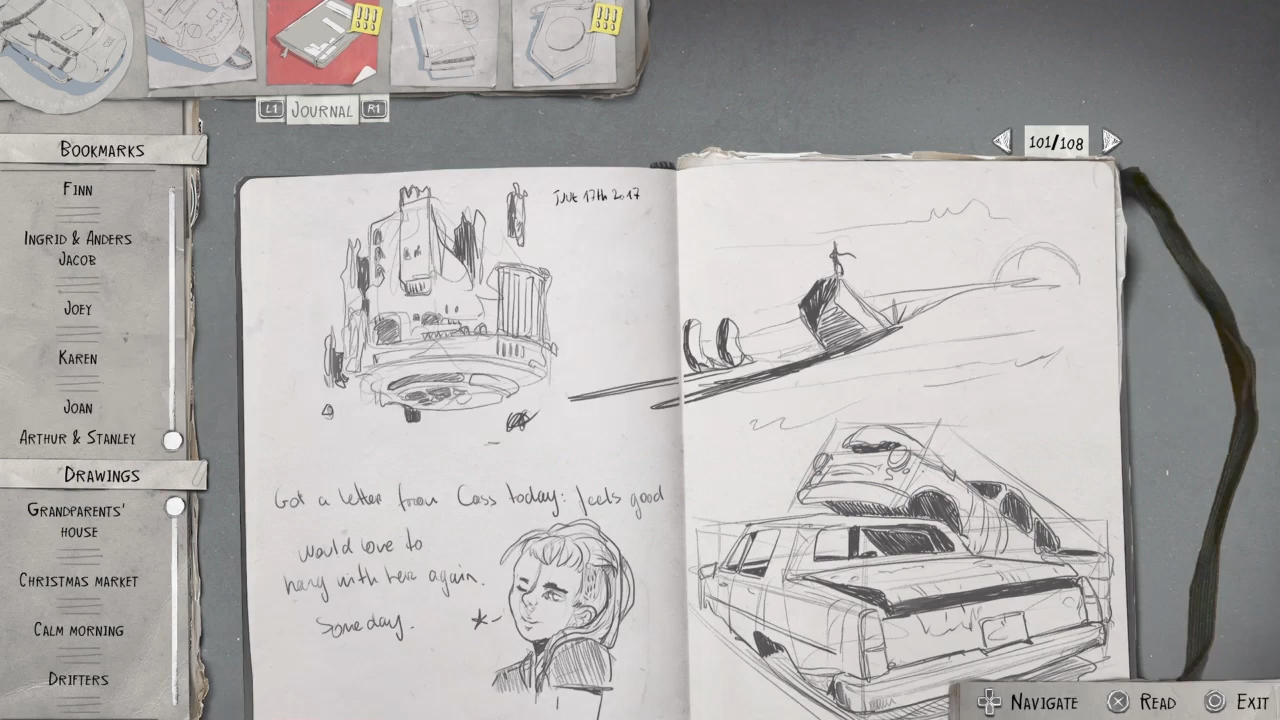 L1 JOURNAL R1
BOOKMARKS
FINN
INGRID & ANDERS
JACOB
JOEY
KAREN
JOAN
ARTHUR & STANLEY
DRAWINGS
GRANDPARENTS'
HOUSE
CHRISTMAS MARKET
CALM MORNING
DRIFTERS
101/108
JUNE 17th 2017
Got a letter from Cass today: feels good
would love to
hang with her again.
Someday.
NAVIGATE
READ
EXIT